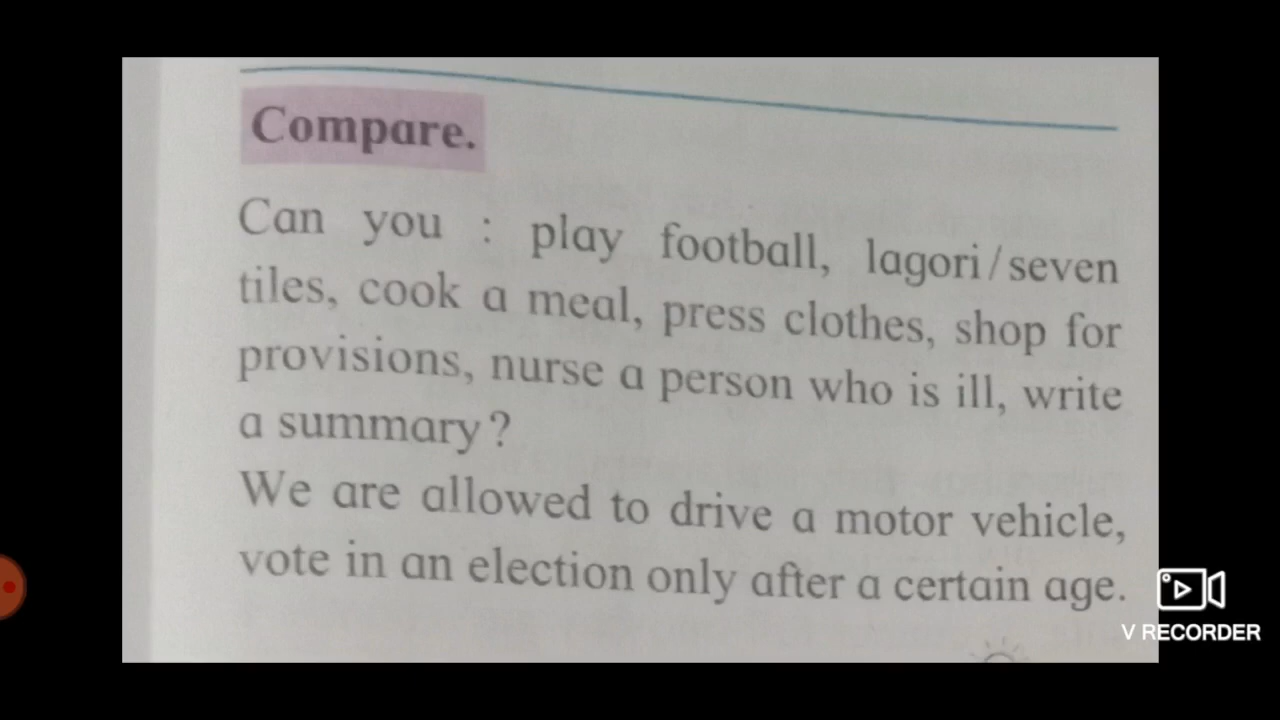 Compare.
Can you : play football, lagori/seven
tiles, cook a meal, press clothes, shop for
provisions, nurse a person who is ill, write
a summary?
We are allowed to drive a motor vehicle,
vote in an election only after a certain age.
V RECORDER